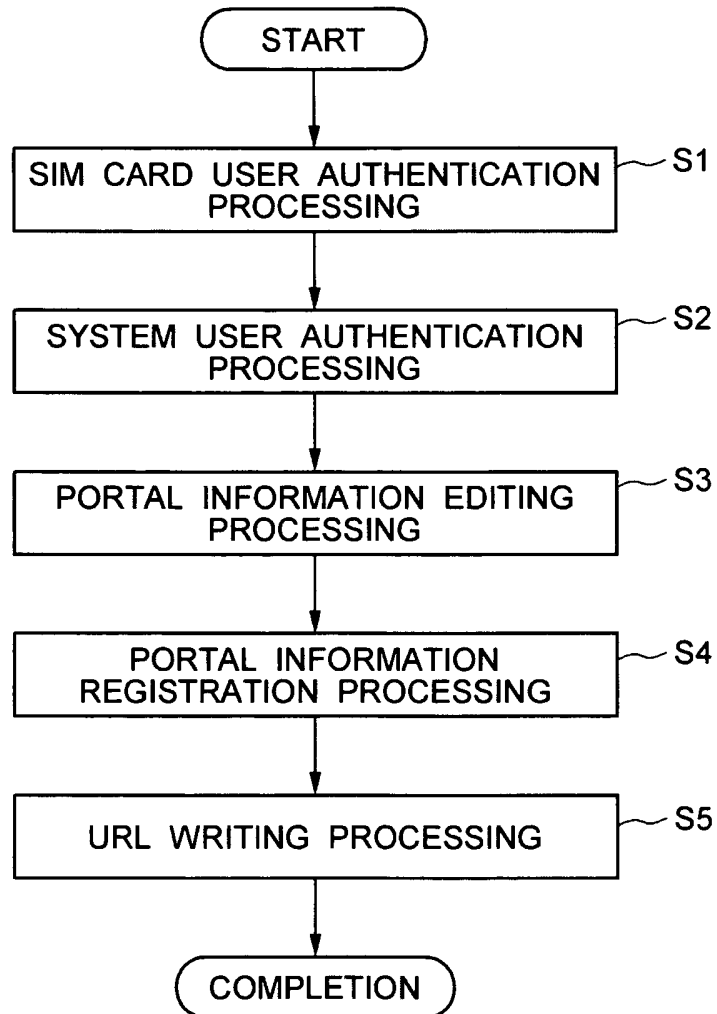 START
SIM CARD USER AUTHENTICATION
PROCESSING
S1
SYSTEM USER AUTHENTICATION
PROCESSING
S2
PORTAL INFORMATION EDITING
PROCESSING
S3
PORTAL INFORMATION
REGISTRATION PROCESSING
S4
URL WRITING PROCESSING
S5
COMPLETION